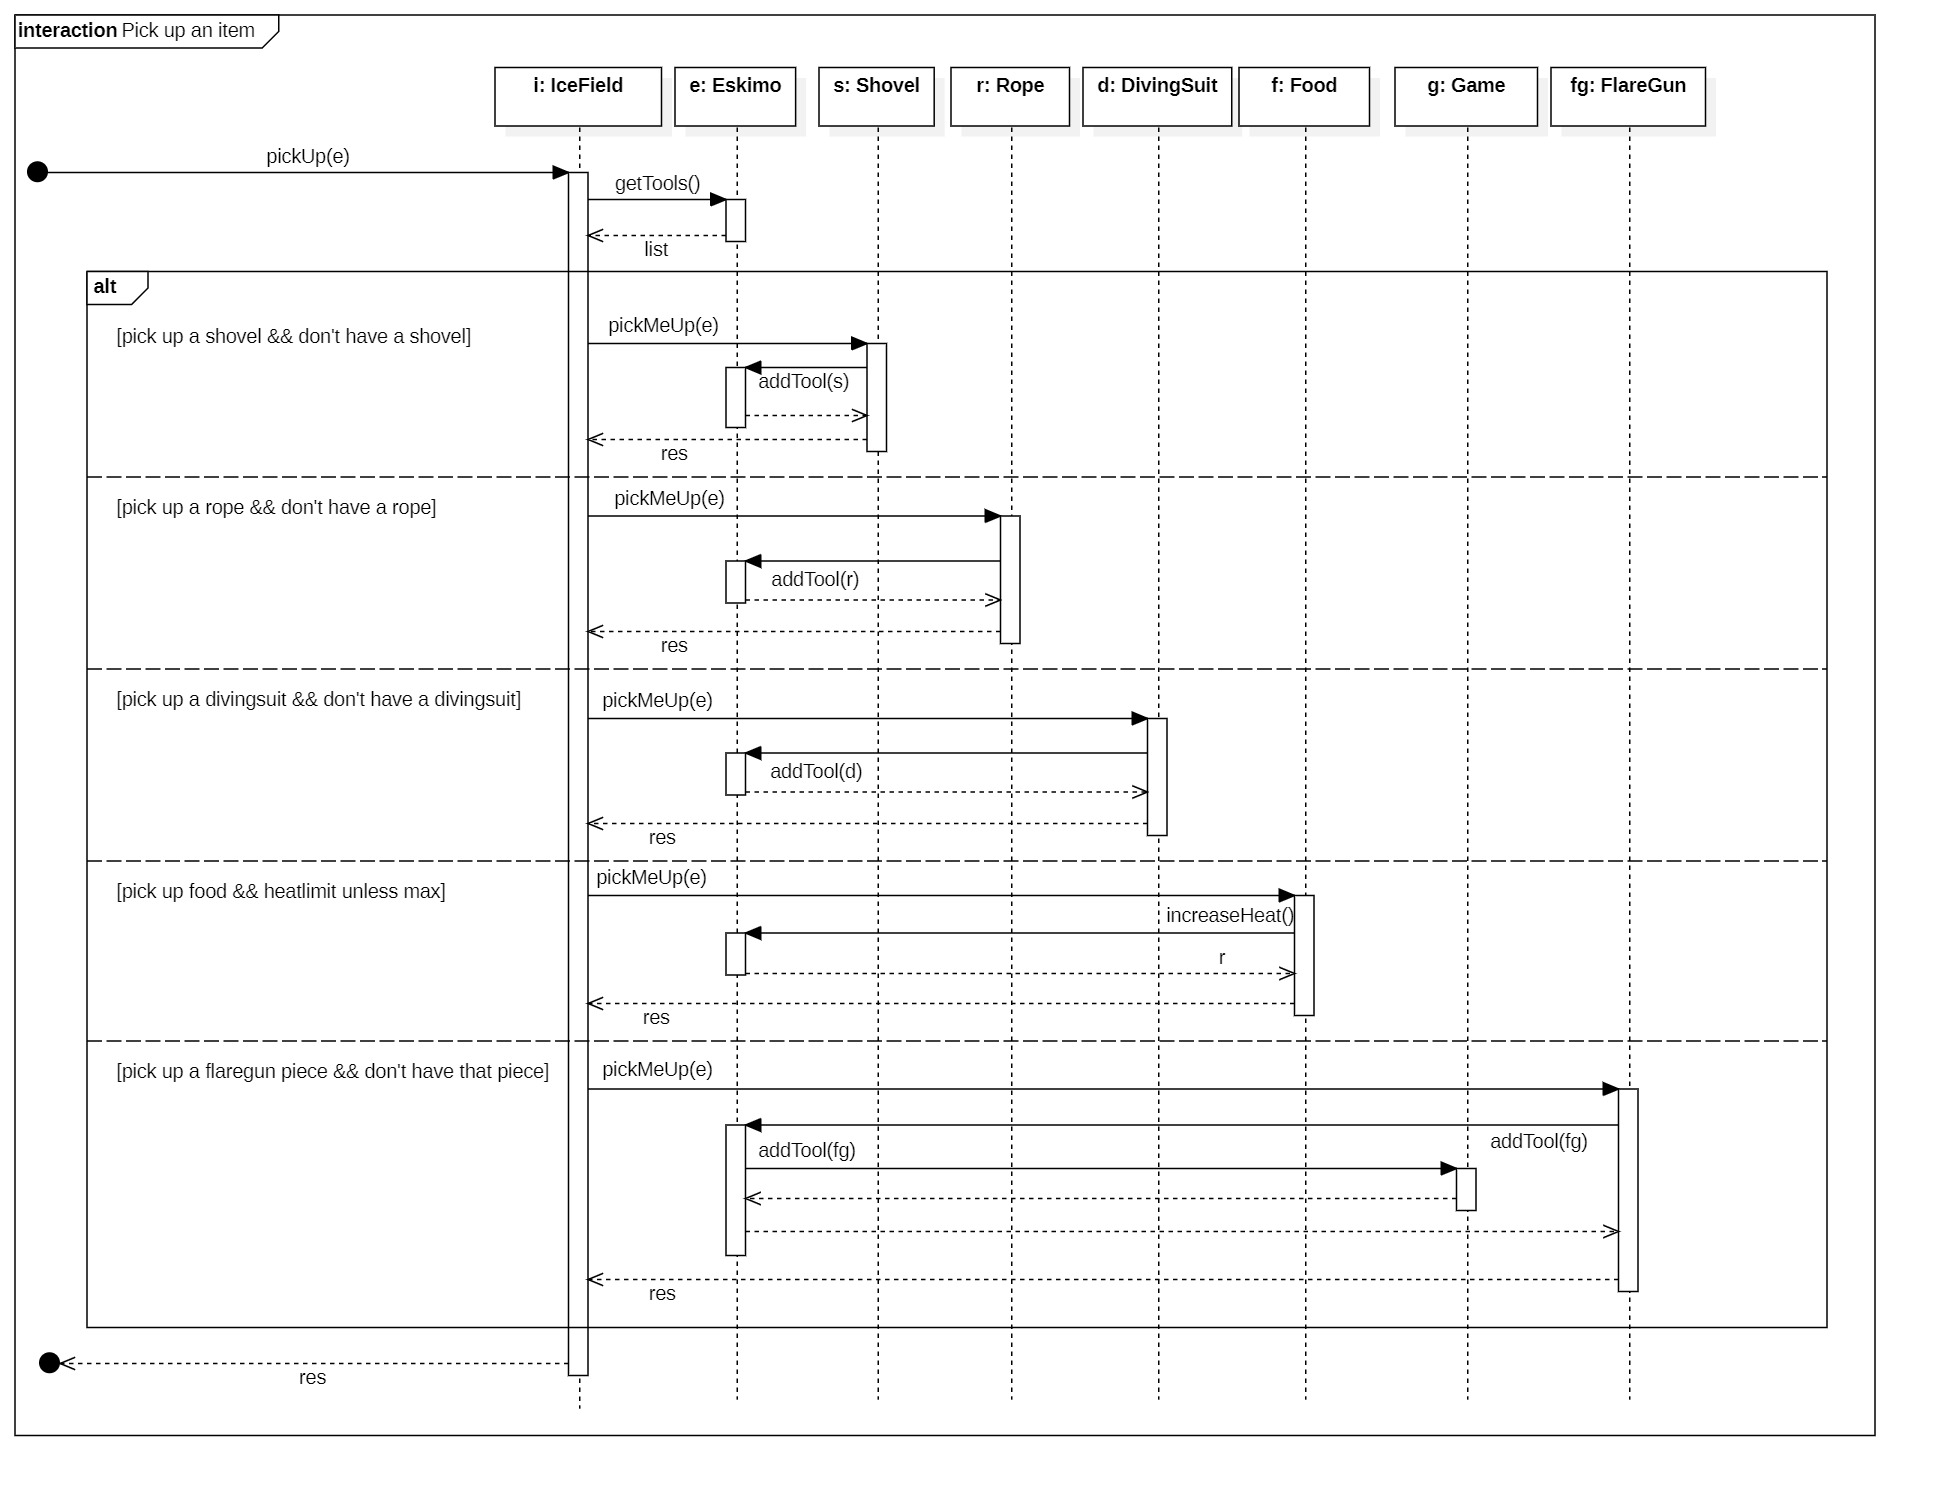 interaction Pick up an item
i: IceField
e: Eskimo
s: Shovel
r: Rope
d: DivingSuit
f: Food
g: Game
fg: FlareGun
pickUp(e)
getTools()
list
alt
[pick up a shovel && don't have a shovel]
pickMeUp(e)
addTool(s)
res
[pick up a rope && don't have a rope]
pickMeUp(e)
addTool(r)
res
[pick up a divingsuit && don't have a divingsuit]
pickMeUp(e)
addTool(d)
res
[pick up food && heatlimit unless max]
pickMeUp(e)
increaseHeat()
r
res
[pick up a flaregun piece && don't have that piece]
pickMeUp(e)
addTool(fg)
addTool(fg)
res
res